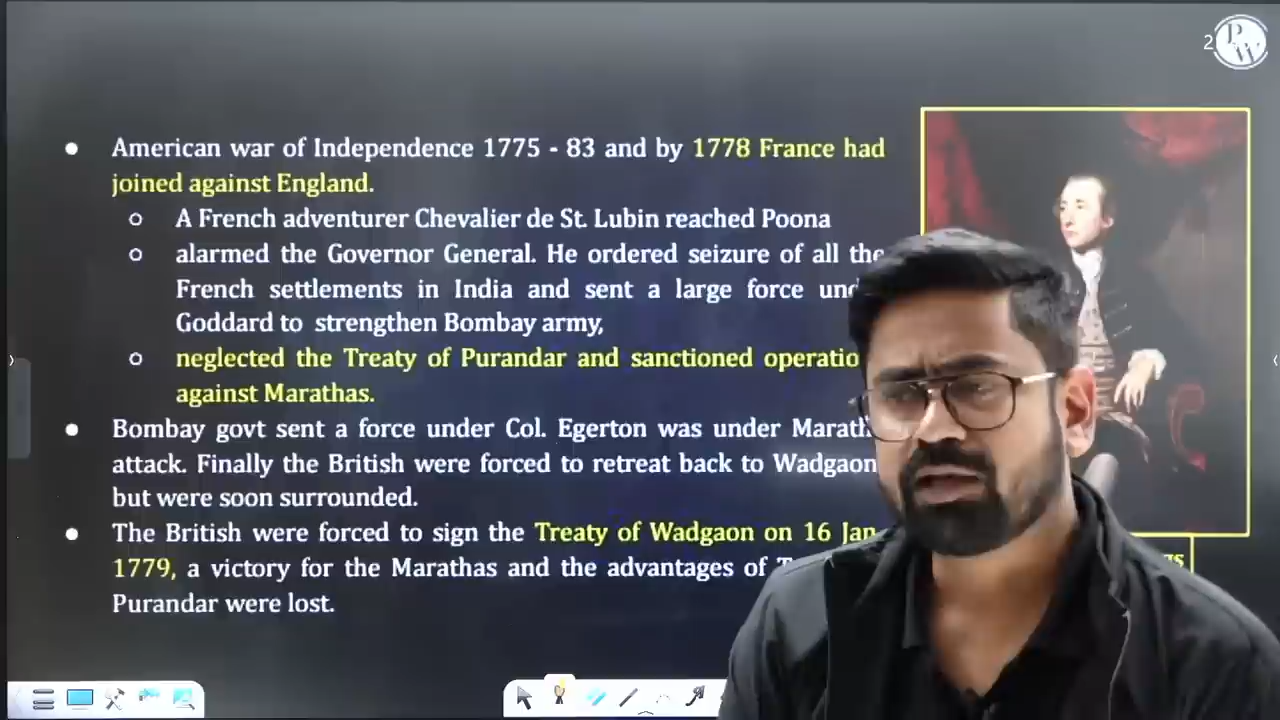 2
PW
American war of Independence 1775 - 83 and by 1778 France had
joined against England.
A French adventurer Chevalier de St. Lubin reached Poona
alarmed the Governor General. He ordered seizure of all the
French settlements in India and sent a large force
Goddard to strengthen Bombay army,
neglected the Treaty of Purandar and sanctioned
against Marathas.
Bombay govt sent a force under Col. Egerton was under
attack. Finally the British were forced to retreat back to Wadgaon
but were soon surrounded.
The British were forced to sign the Treaty of Wadgaon on 16 Jan
1779, a victory for the Marathas and the advantages of
Purandar were lost.